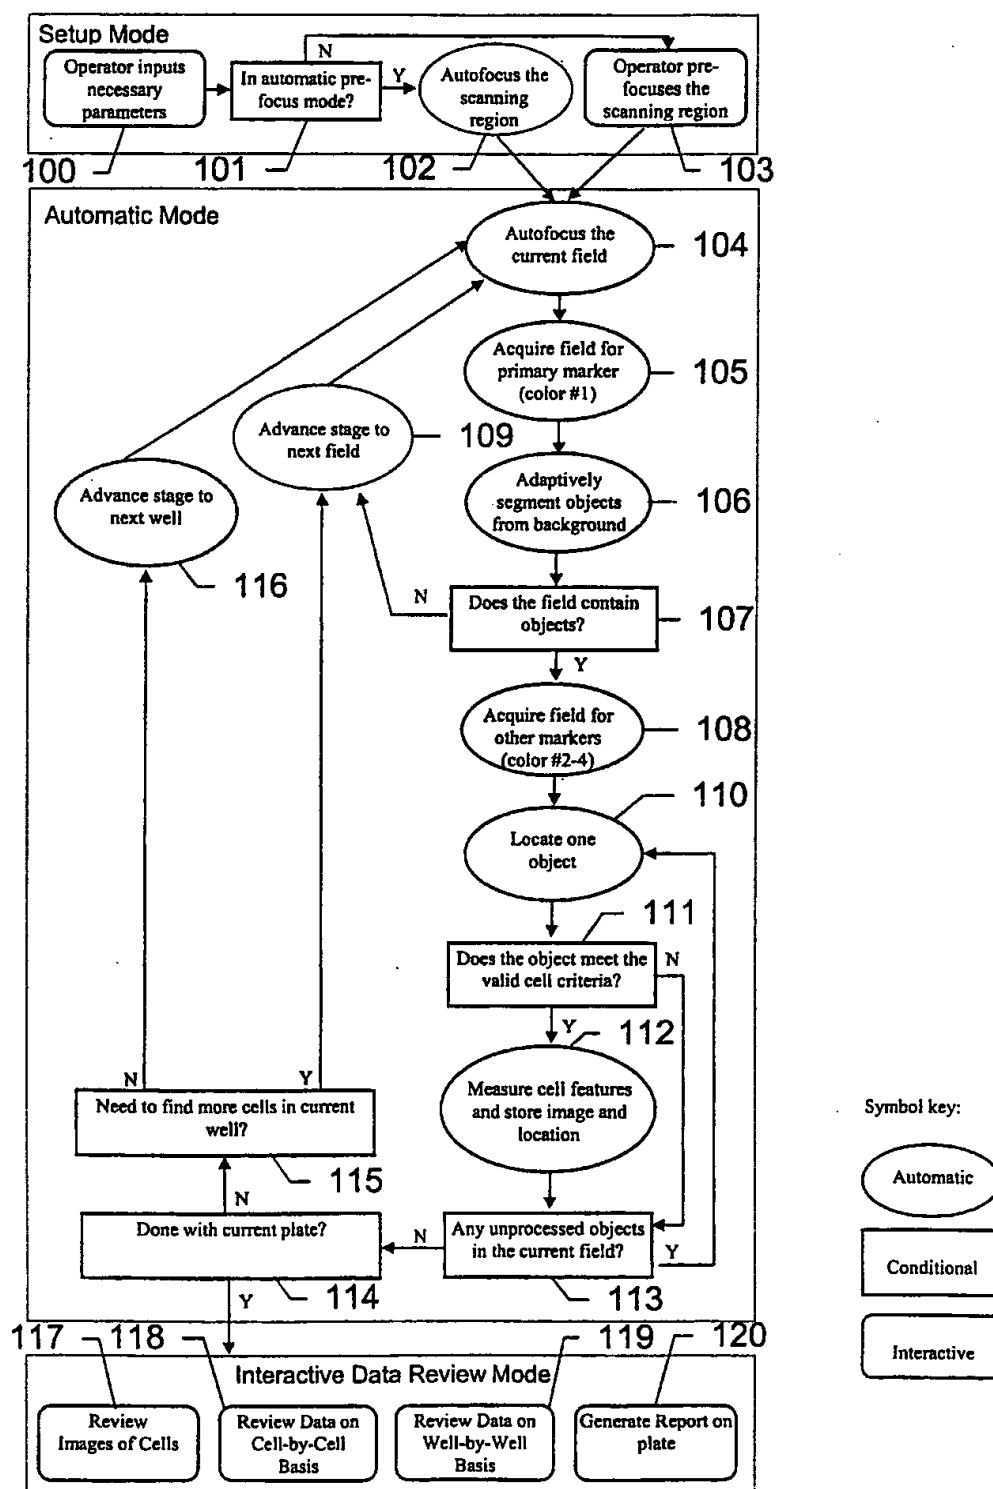 Setup Mode
N
Operator inputs
necessary
parameters
In automatic pre-
focus mode?
Y
Autofocus the
scanning
region
Operator pre-
focuses the
scanning region
100
101
102
103
Automatic Mode
Autofocus the
current field
104
Acquire field for
primary marker
(color #1)
105
Advance stage to
next field
109
Adaptively
segment objects
from background
106
Advance stage to
next well
116
N
Does the field contain
objects?
107
Y
Acquire field for
other markers
(color #2-4)
108
110
Locate one
object
111
Does the object meet the
valid cell criteria?
N
Y
112
Measure cell features
and store image and
location
N
Y
Need to find more cells in current
well?
115
N
Done with current plate?
N
Any unprocessed objects
in the current field?
Y
114
113
Y
Symbol key:
Automatic
Conditional
Interactive
117
118
119
120
Interactive Data Review Mode
Review
Images of Cells
Review Data on
Cell-by-Cell
Basis
Review Data on
Well-by-Well
Basis
Generate Report on
plate